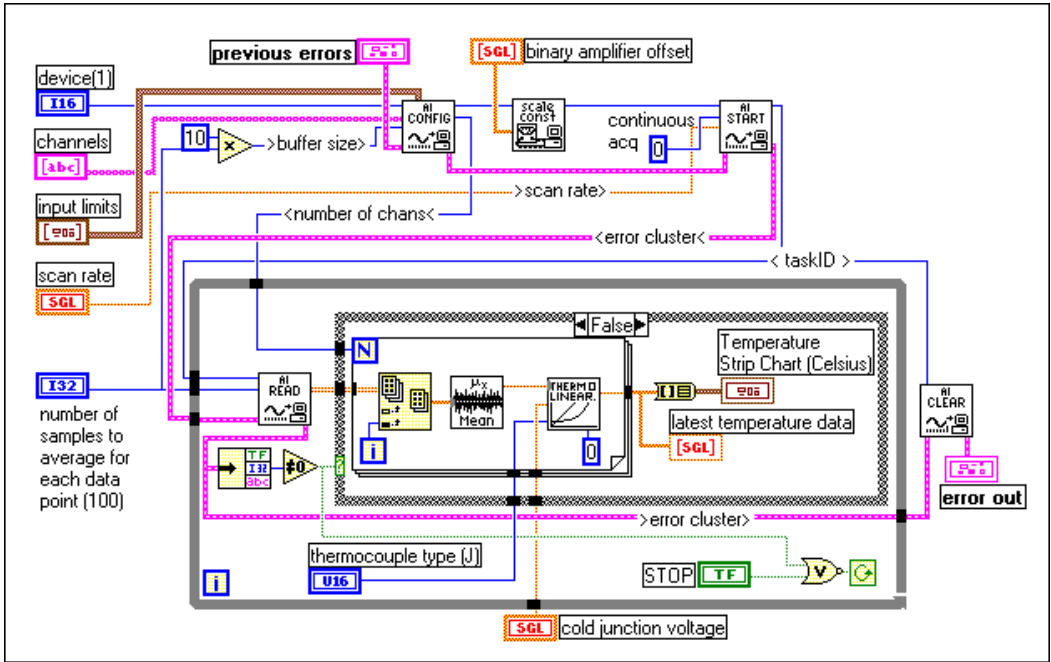 previous errors
[SGL] binary amplifier offset
device(1)
I16
AI CONFIG
scale const
AI START
continuous acq
0
channels
[abc]
10
x
>buffer size>
>scan rate>
input limits
<number of chans<
<error cluster<
scan rate
SGL
< taskID >
False
N
Temperature
Strip Chart (Celsius)
I32
AI READ
μx
Mean
THERMO LINEAR.
AI CLEAR
number of
samples to
average for
each data
point (100)
i
0
latest temperature data
[SGL]
TF
I32
abc
≠0
?
error out
>error cluster>
thermocouple type (J)
U16
STOP TF
V
i
SGL cold junction voltage